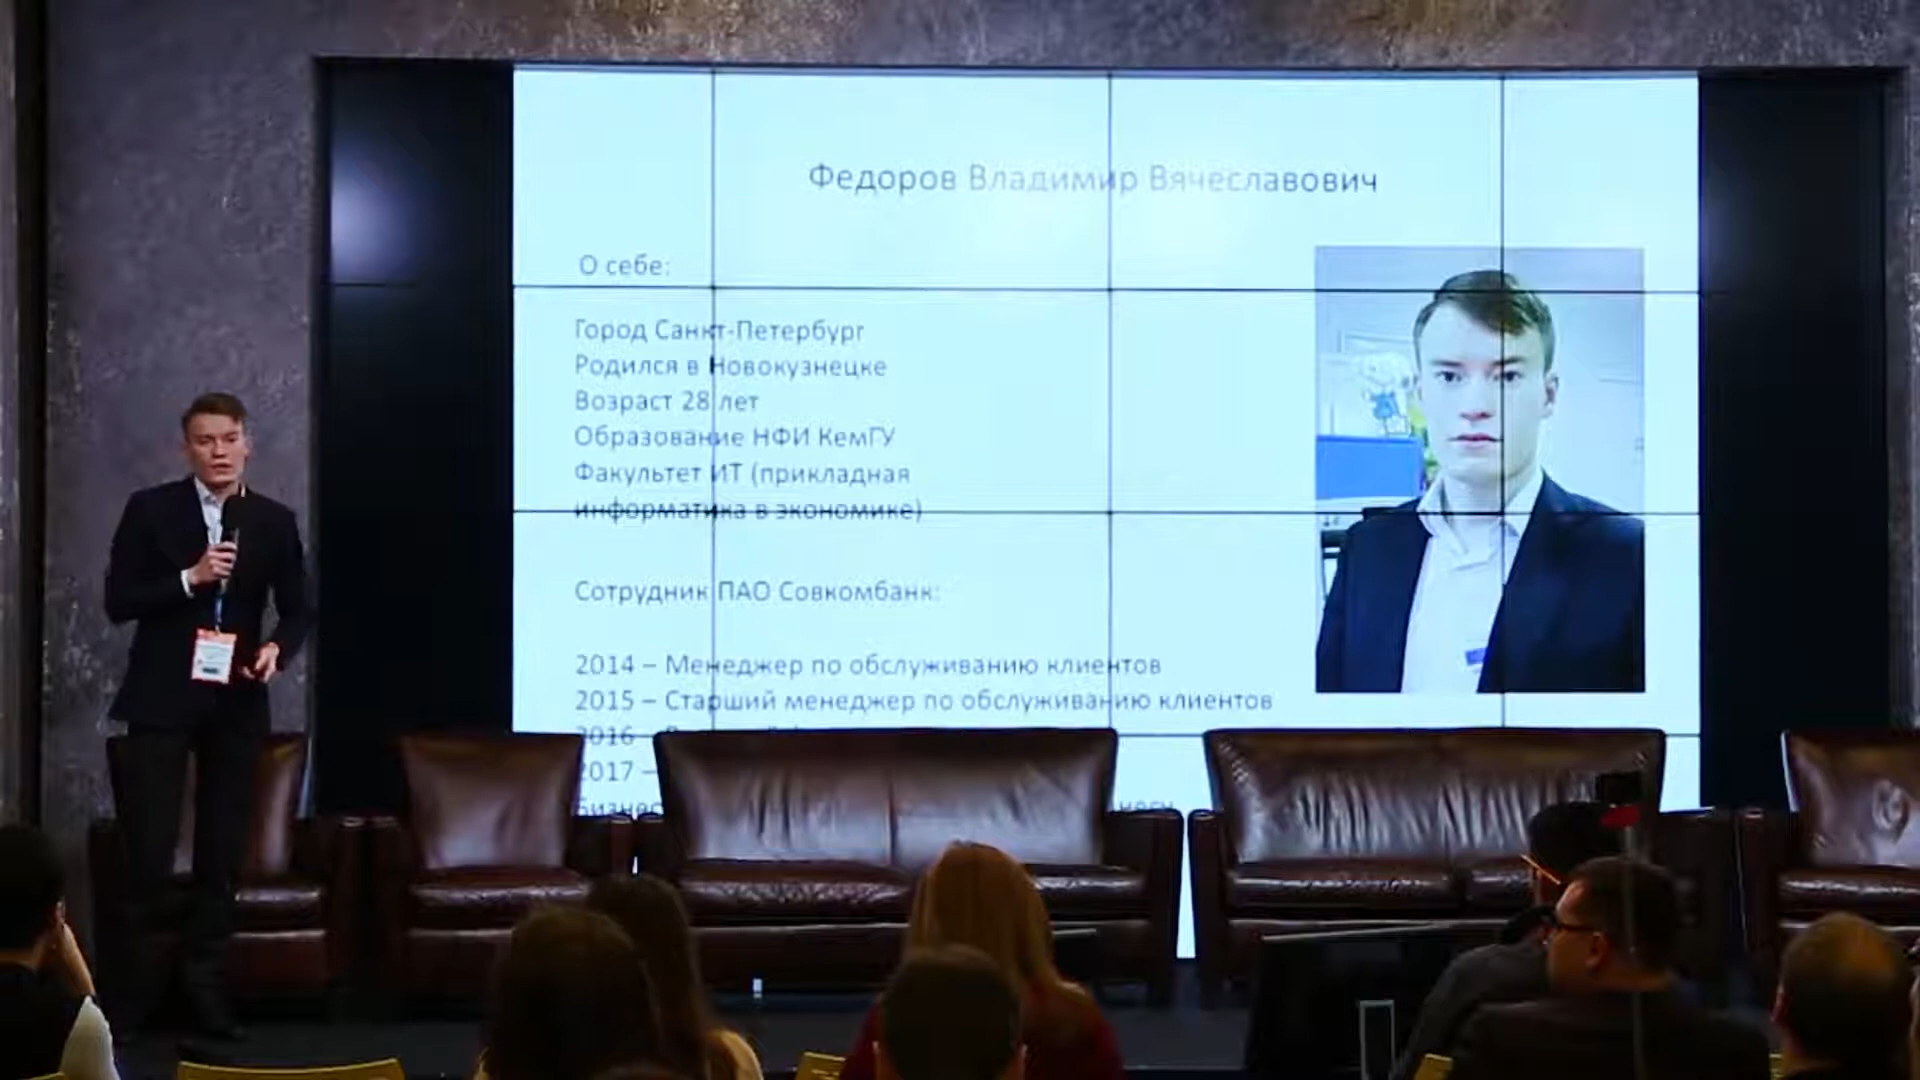 Федоров Владимир Вячеславович
О себе:
Город Санкт-Петербург
Родился в Новокузнецке
Возраст 28 лет
Образование НФИ КемГУ
Факультет ИТ (прикладная
информатика в экономике)
Сотрудник ПАО Совкомбанк:
2014 – Менеджер по обслуживанию клиентов
2015 – Старший менеджер по обслуживанию клиентов
2016 –
2017 –